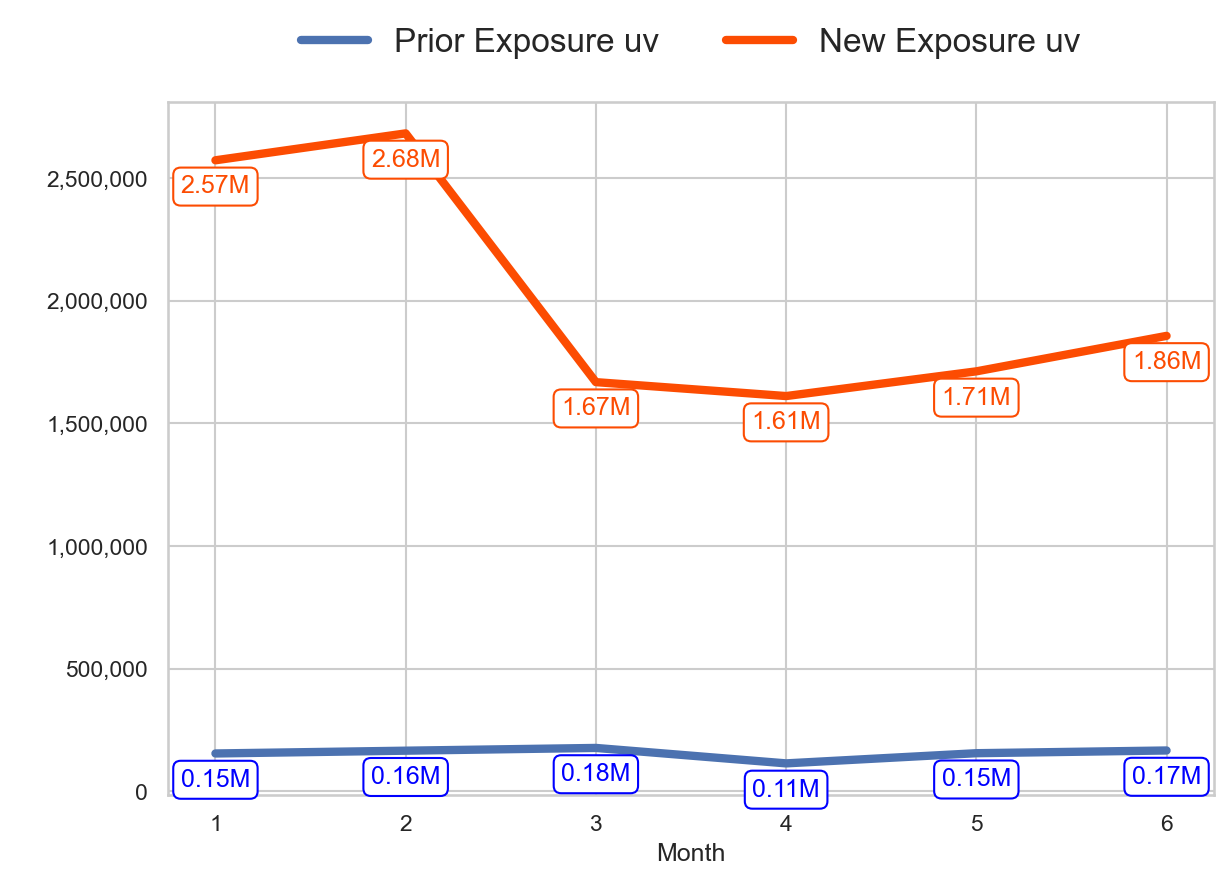 Prior Exposure uv New Exposure uv
2,500,000
2,000,000
1,500,000
1,000,000
500,000
0
2.57M
2.68M
1.67M
1.61M
1.71M
1.86M
0.15M
0.16M
0.18M
0.11M
0.15M
0.17M
1 2 3 4 5 6
Month